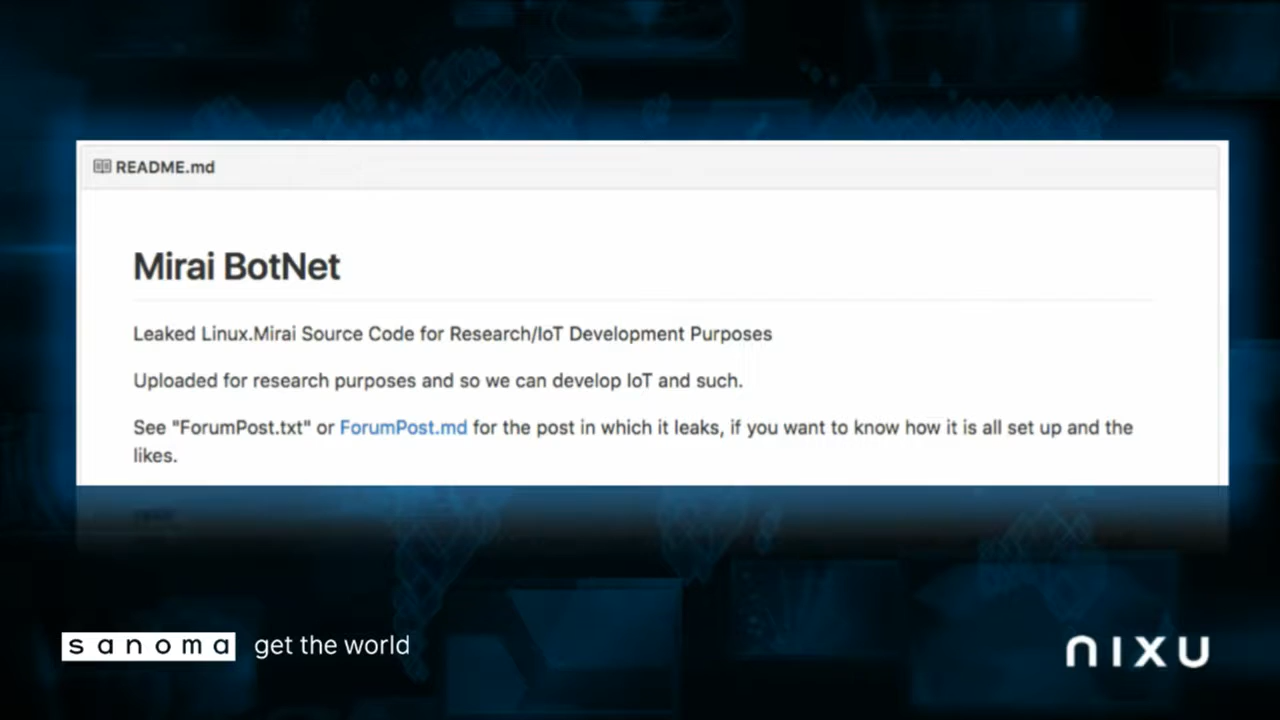 README.md
Mirai BotNet
Leaked Linux.Mirai Source Code for Research/IoT Development Purposes
Uploaded for research purposes and so we can develop IoT and such.
See "ForumPost.txt" or ForumPost.md for the post in which it leaks, if you want to know how it is all set up and the
likes.
sanoma get the world
nixu